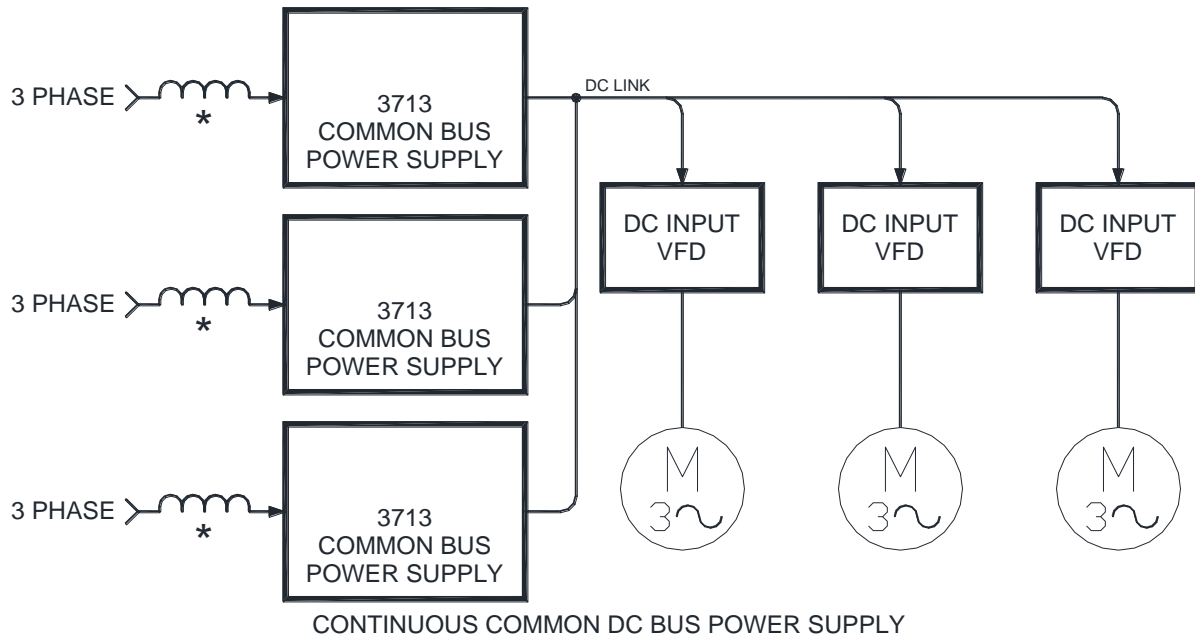 3 PHASE
*
3713
COMMON BUS
POWER SUPPLY
DC LINK
DC INPUT
VFD
DC INPUT
VFD
DC INPUT
VFD
3 PHASE
*
3713
COMMON BUS
POWER SUPPLY
3 PHASE
*
3713
COMMON BUS
POWER SUPPLY
M
3~
M
3~
M
3~
CONTINUOUS COMMON DC BUS POWER SUPPLY